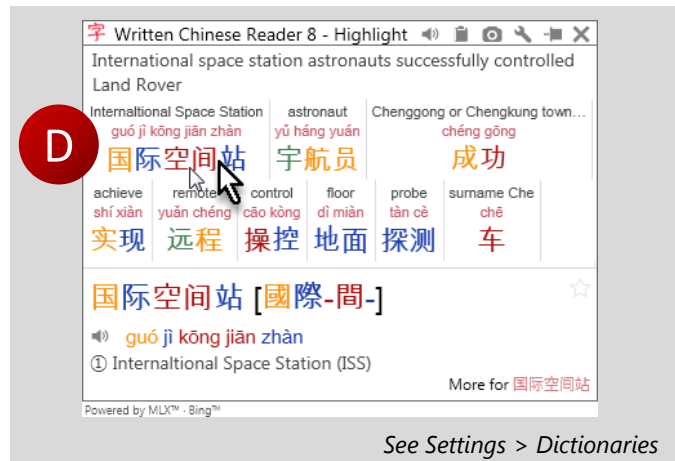 字 Written Chinese Reader 8 - Highlight
International space station astronauts successfully controlled
Land Rover
Internaltional Space Station astronaut Chenggong or Chengkung town...
guó jì kōng jiān zhàn yǔ háng yuán chéng gōng
D
国际空间站 宇航员 成功
achieve remote control floor probe surname Che
shí xiàn yuǎn chéng cāo kòng dì miàn tàn cè chē
实现 远程 操控 地面 探测 车
国际空间站 [國際-間-]
guó jì kōng jiān zhàn
① Internaltional Space Station (ISS)
More for 国际空间站
Powered by MLX™ - Bing™
See Settings > Dictionaries